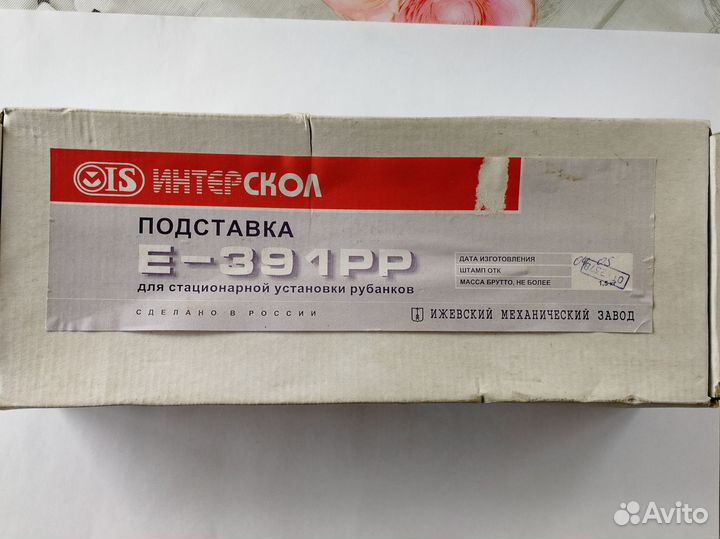 IS ИНТЕРСКОЛ
ПОДСТАВКА
E-391PP
для стационарной установки рубанков
СДЕЛАНО В РОССИИ
ДАТА ИЗГОТОВЛЕНИЯ
ШТАМП ОТК
МАССА БРУТТО, НЕ БОЛЕЕ
ИЖЕВСКИЙ МЕХАНИЧЕСКИЙ ЗАВОД
Avito